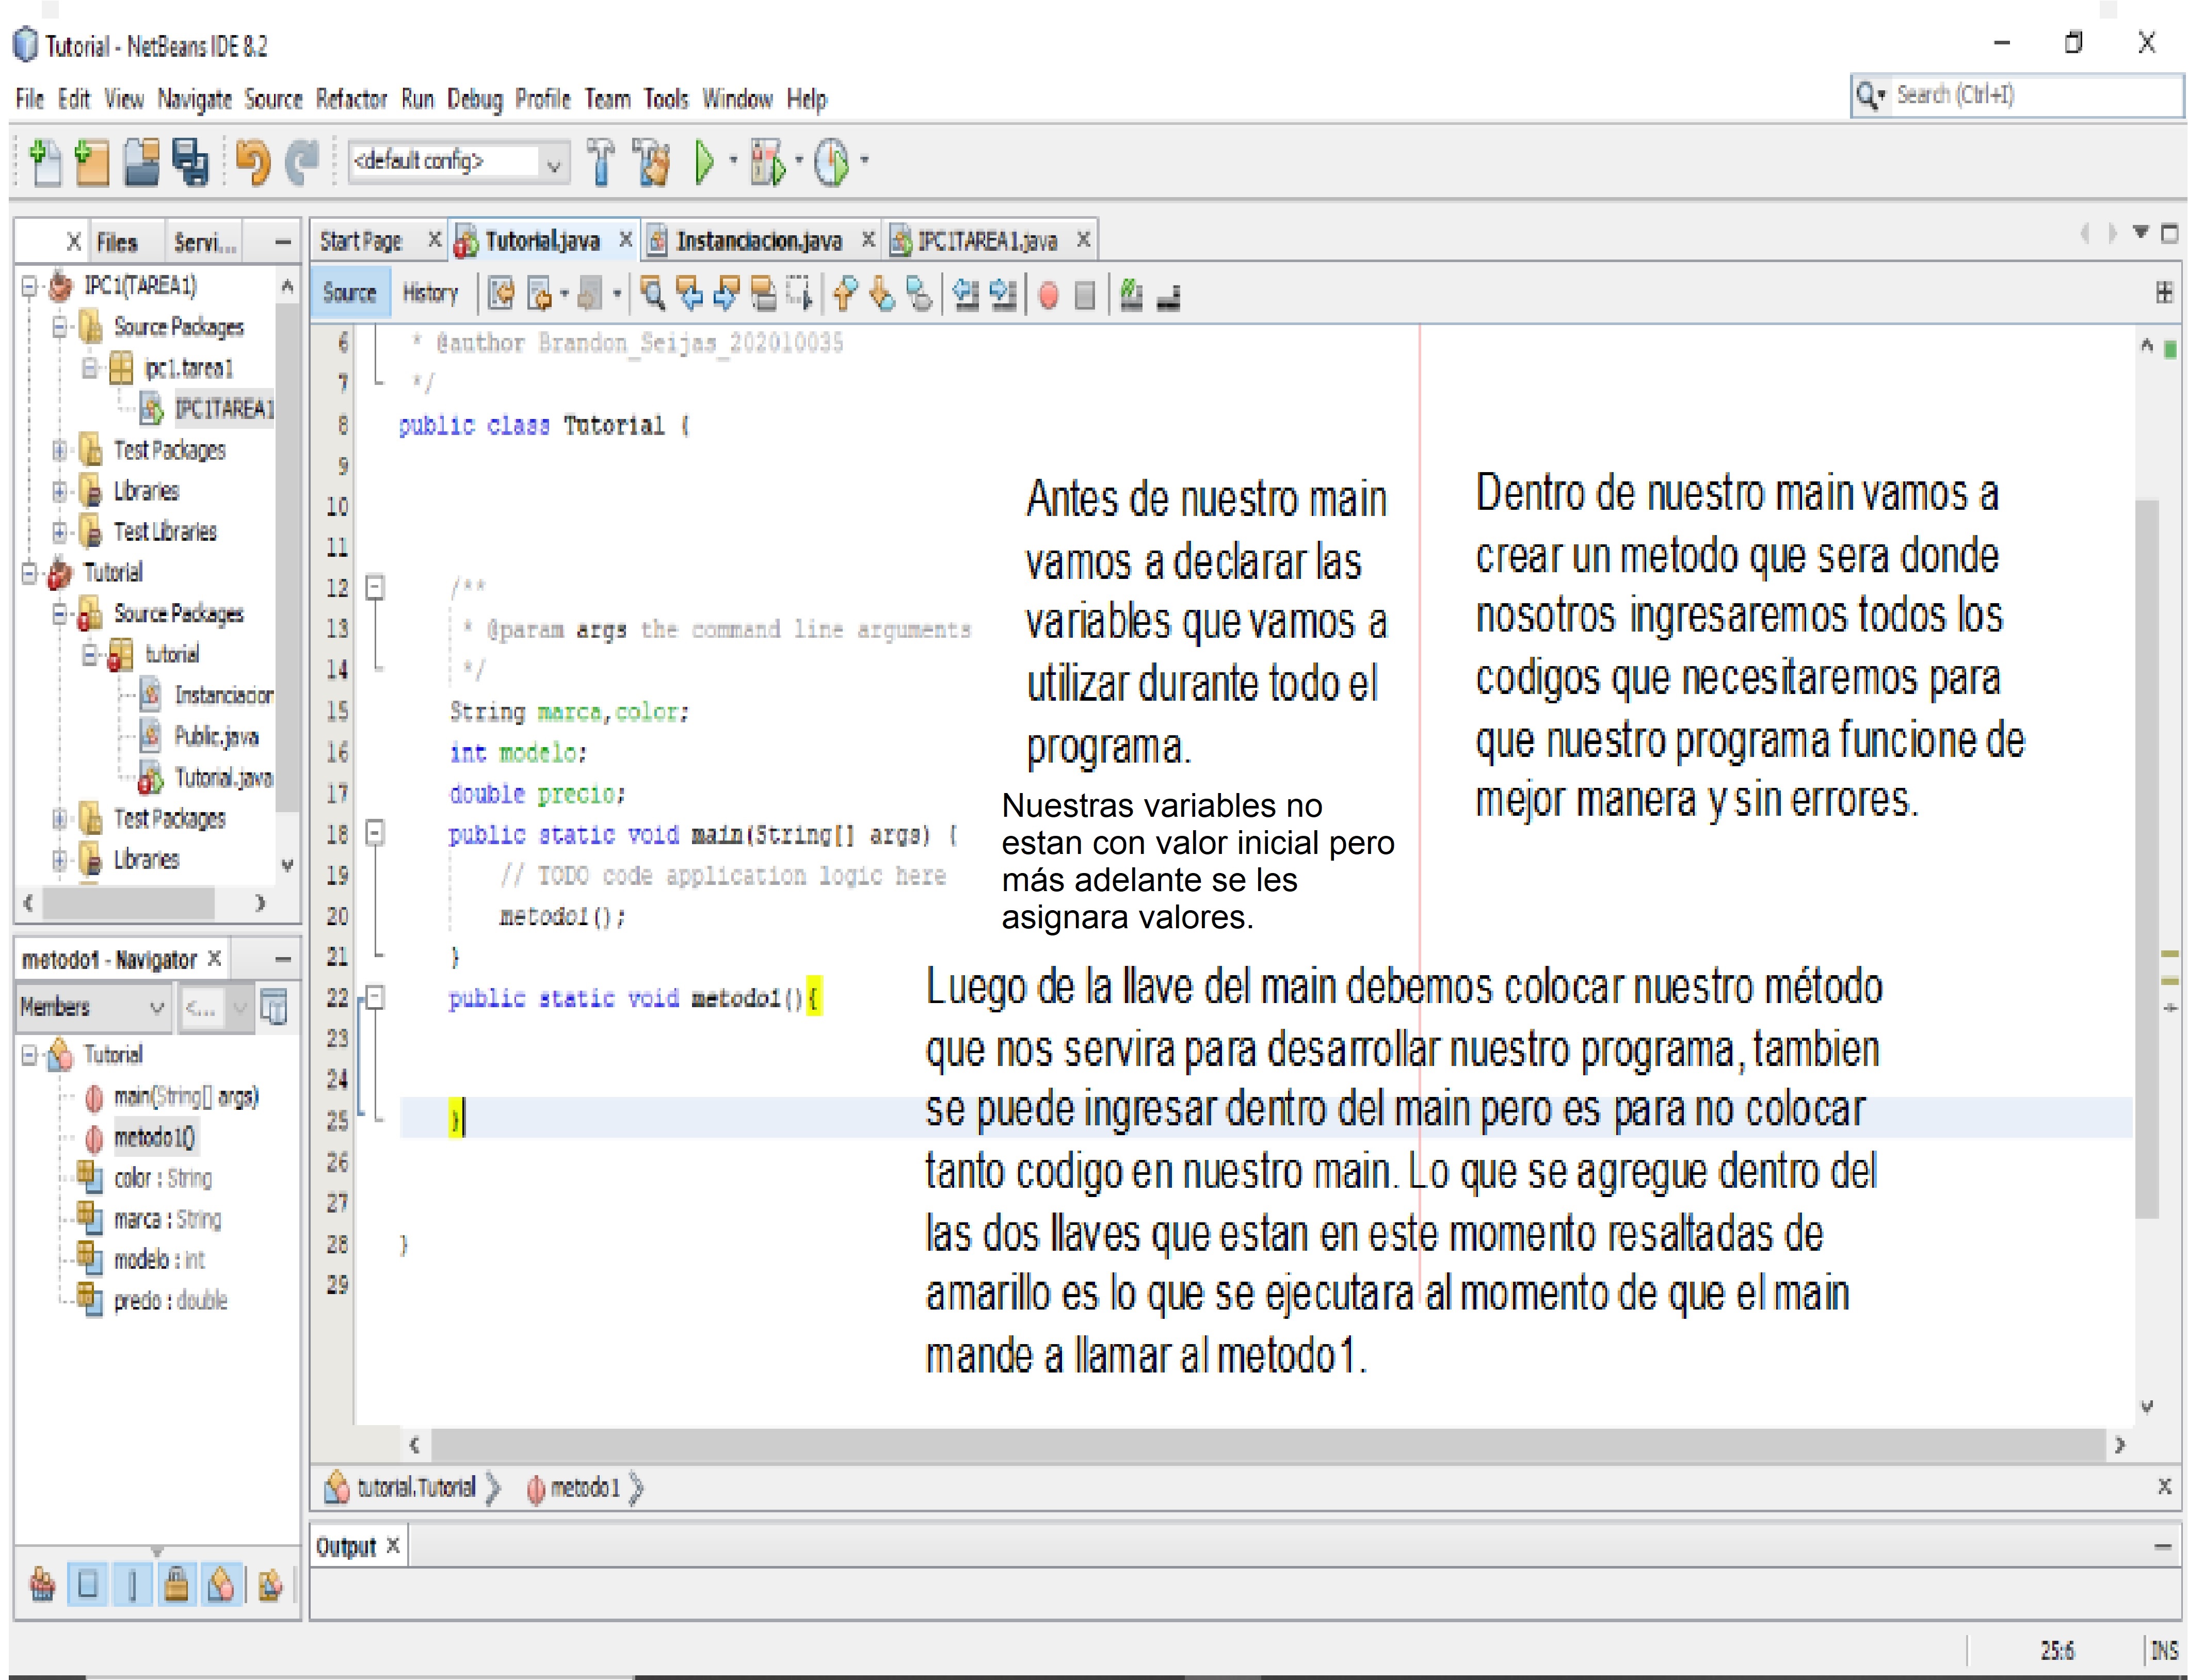 Tutorial - NetBeans IDE 8.2
File Edit View Navigate Source Refactor Run Debug Profile Team Tools Window Help
Search (Ctrl+I)
<default config>
Files Servi...
IPC1(TAREA1)
Source Packages
ipc1.tarea1
IPC1TAREA1
Test Packages
Libraries
Test Libraries
Tutorial
Source Packages
tutorial
Instanciacion
Public.java
Tutorial.java
Test Packages
Libraries
metodo1 - Navigator
Members <...
Tutorial
main(String[] args)
metodo1()
color : String
marca : String
modelo : int
precio : double
Start Page Tutorial.java Instanciacion.java IPC1TAREA1.java
Source History
6 * @author Brandon_Seijas_202010035
7 */
8 public class Tutorial {
9
10
11
12 /**
13 * @param args the command line arguments
14 */
15 String marca,color;
16 int modelo;
17 double precio;
18 public static void main(String[] args) {
19 // TODO code application logic here
20 metodo1();
21 }
22 public static void metodo1(){
23
24
25 }
26
27
28 }
29
Antes de nuestro main
vamos a declarar las
variables que vamos a
utilizar durante todo el
programa.
Nuestras variables no
estan con valor inicial pero
más adelante se les
asignara valores.
Dentro de nuestro main vamos a
crear un metodo que sera donde
nosotros ingresaremos todos los
codigos que necesitaremos para
que nuestro programa funcione de
mejor manera y sin errores.
Luego de la llave del main debemos colocar nuestro método
que nos servira para desarrollar nuestro programa, tambien
se puede ingresar dentro del main pero es para no colocar
tanto codigo en nuestro main. Lo que se agregue dentro del
las dos llaves que estan en este momento resaltadas de
amarillo es lo que se ejecutara al momento de que el main
mande a llamar al metodo1.
tutorial.Tutorial metodo1
Output
25:6 INS